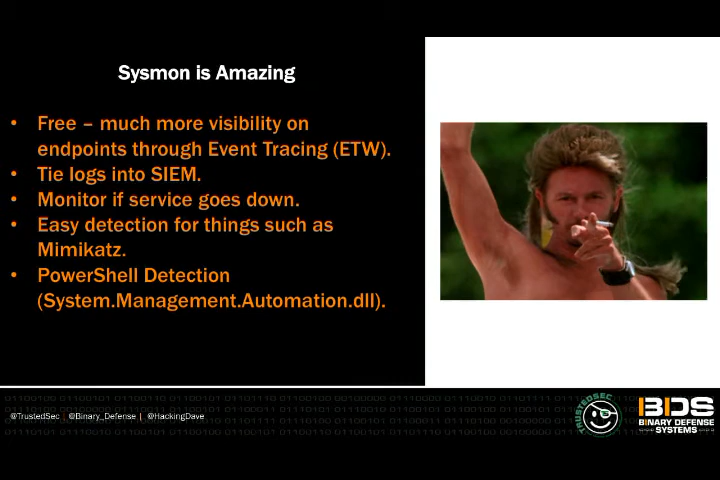 Sysmon is Amazing
• Free – much more visibility on
endpoints through Event Tracing (ETW).
• Tie logs into SIEM.
• Monitor if service goes down.
• Easy detection for things such as
Mimikatz.
• PowerShell Detection
(System.Management.Automation.dll).
@TrustedSec | @Binary_Defense | @HackingDave
TRUSTEDSEC
BDS
BINARY DEFENSE
SYSTEMS